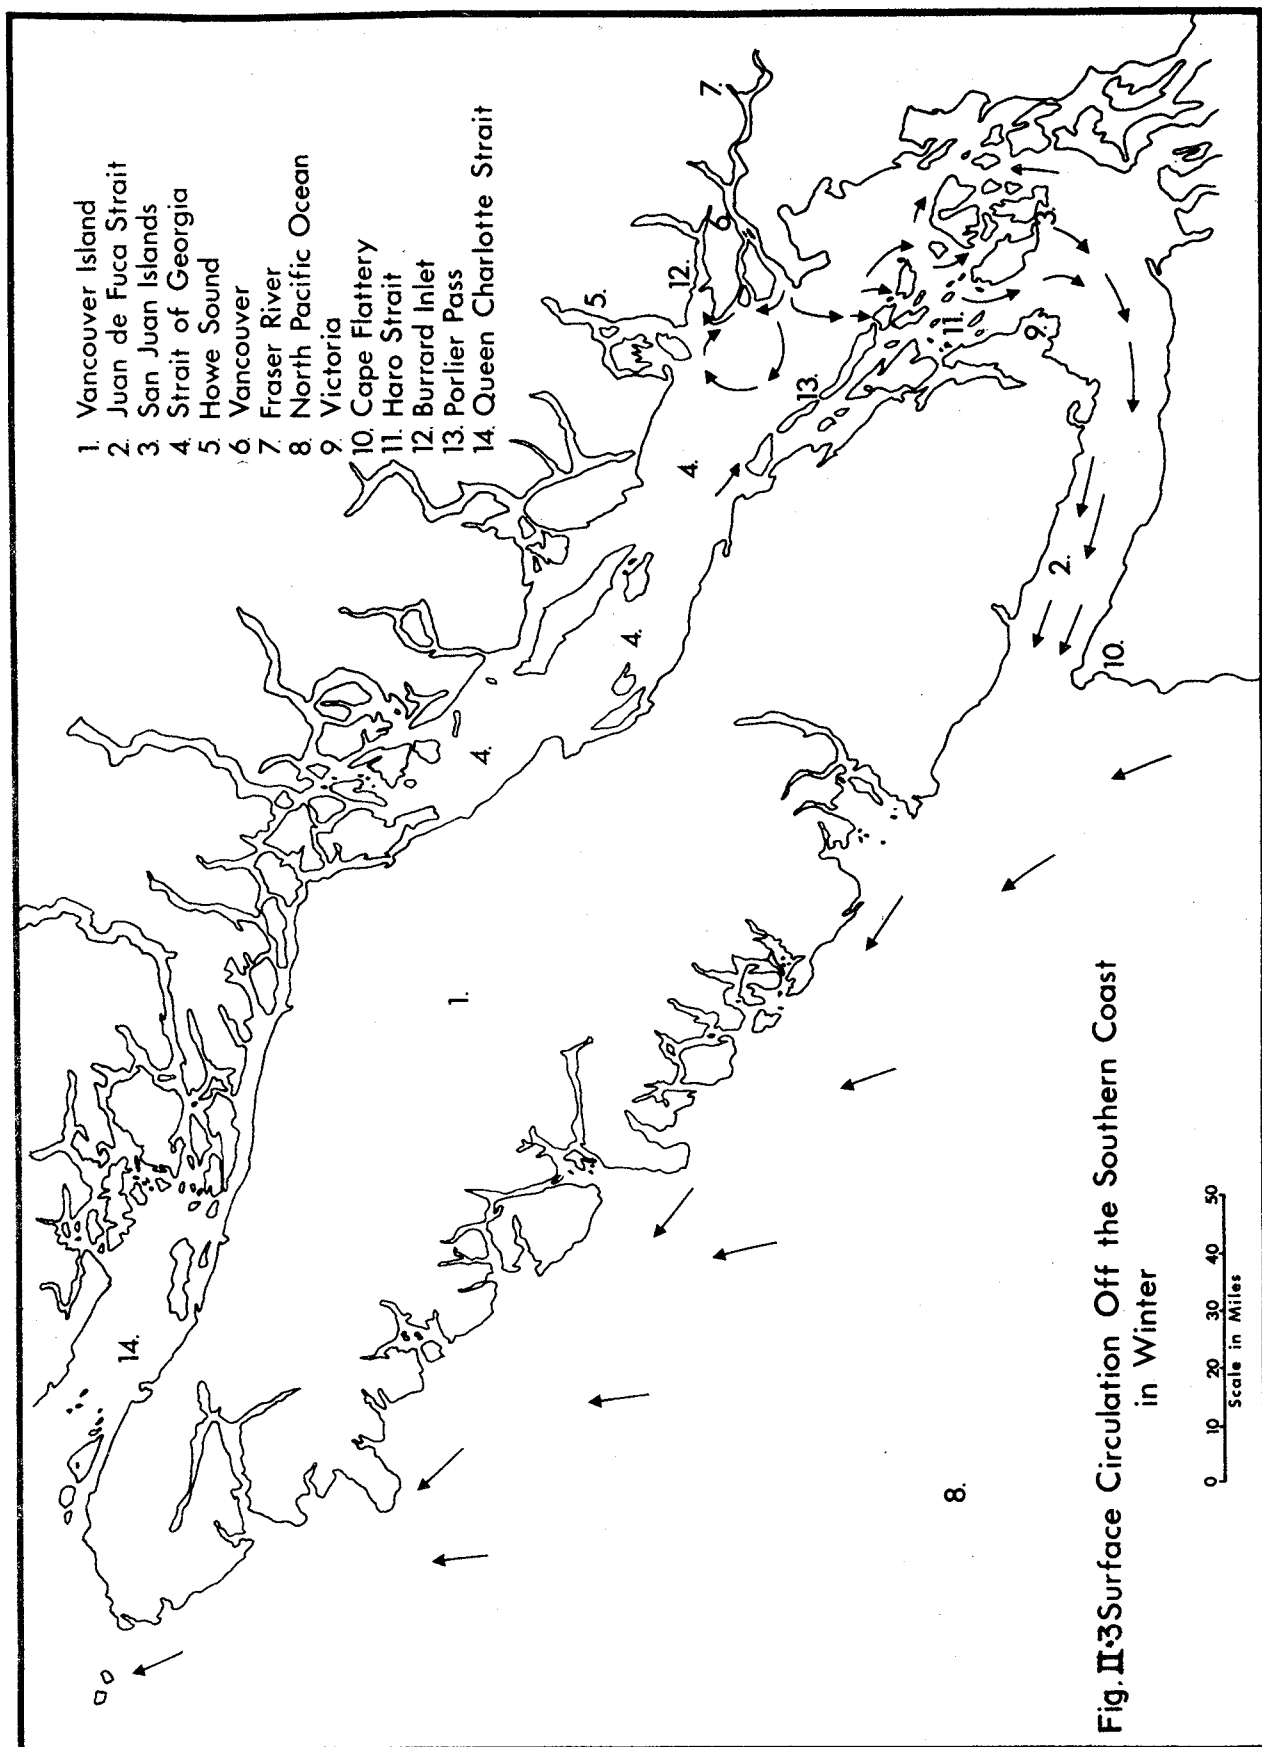 1. Vancouver Island
2. Juan de Fuca Strait
3. San Juan Islands
4. Strait of Georgia
5. Howe Sound
6. Vancouver
7. Fraser River
8. North Pacific Ocean
9. Victoria
10. Cape Flattery
11. Haro Strait
12. Burrard Inlet
13. Porlier Pass
14. Queen Charlotte Strait
14.
1.
4.
4.
4.
5.
12.
6.
7.
13.
11.
3.
9.
2.
10.
8.
Fig. II·3 Surface Circulation Off the Southern Coast
in Winter
0 10 20 30 40 50
Scale in Miles